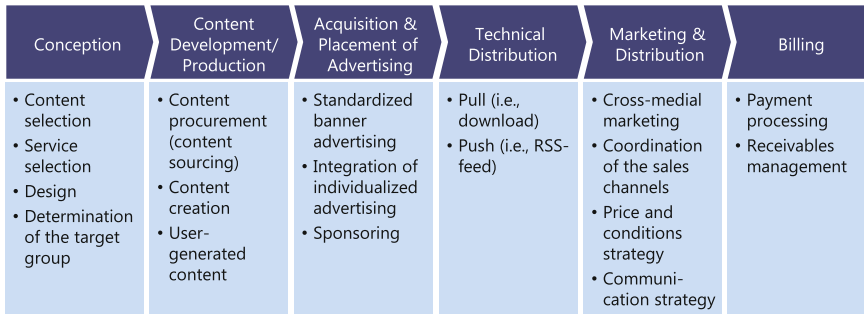 Conception
Content
Development/
Production
Acquisition &
Placement of
Advertising
Technical
Distribution
Marketing &
Distribution
Billing
• Content
selection
• Service
selection
• Design
• Determination
of the target
group
• Content
procurement
(content
sourcing)
• Content
creation
• User-
generated
content
• Standardized
banner
advertising
• Integration of
individualized
advertising
• Sponsoring
• Pull (i.e.,
download)
• Push (i.e., RSS-
feed)
• Cross-medial
marketing
• Coordination
of the sales
channels
• Price and
conditions
strategy
• Communi-
cation strategy
• Payment
processing
• Receivables
management